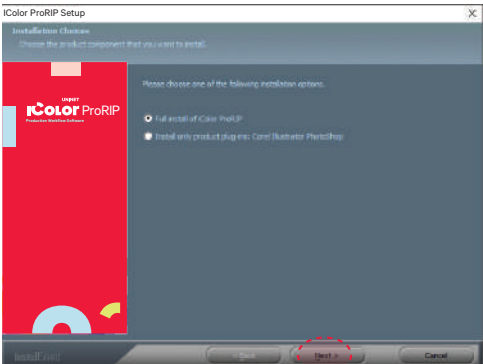 IColor ProRIP Setup
Installation Choices
Choose the product component that you want to install.
UNINET
IColor ProRIP
Production Workflow Software
Please choose one of the following installation options.
Full install of iColor ProRIP
Install only product plug-ins: Corel Illustrator PhotoShop
InstallShield
< Back
Next >
Cancel